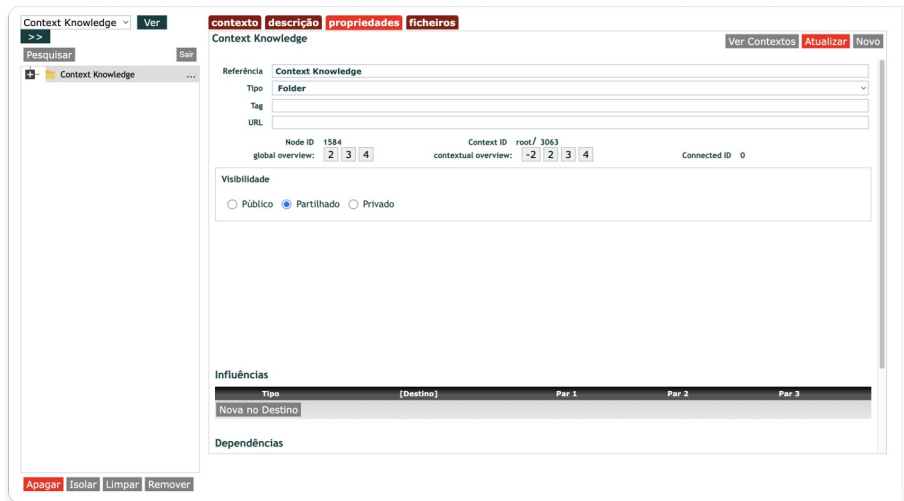 Context Knowledge Ver
>>
Pesquisar Sair
Context Knowledge ...
Apagar Isolar Limpar Remover
contexto descrição propriedades ficheiros
Context Knowledge
Ver Contextos Atualizar Novo
Referência Context Knowledge
Tipo Folder
Tag
URL
Node ID 1584 Context ID root/ 3063
global overview: 2 3 4 contextual overview: -2 2 3 4 Connected ID 0
Visibilidade
Público Partilhado Privado
Influências
Tipo [Destino] Par 1 Par 2 Par 3
Nova no Destino
Dependências